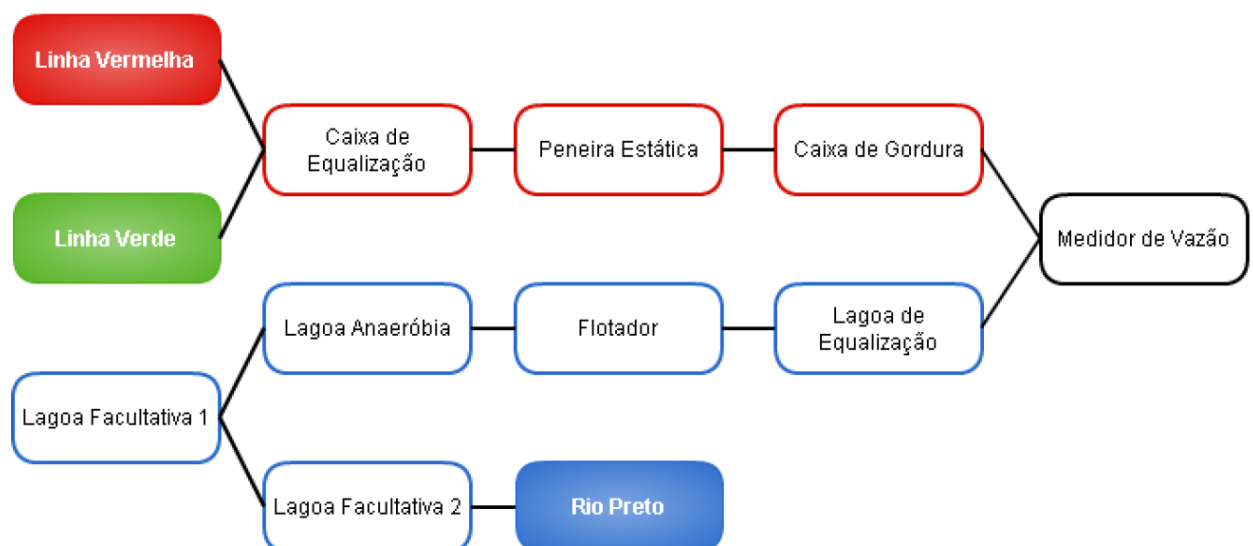 Linha Vermelha
Caixa de
Equalização
Peneira Estática
Caixa de Gordura
Linha Verde
Medidor de Vazão
Lagoa Anaeróbia
Flotador
Lagoa de
Equalização
Lagoa Facultativa 1
Lagoa Facultativa 2
Rio Preto